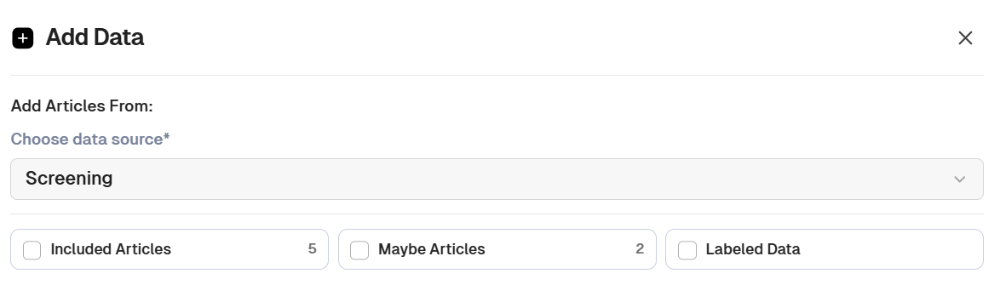 Add Data
Add Articles From:
Choose data source*
Screening
Included Articles 5
Maybe Articles 2
Labeled Data